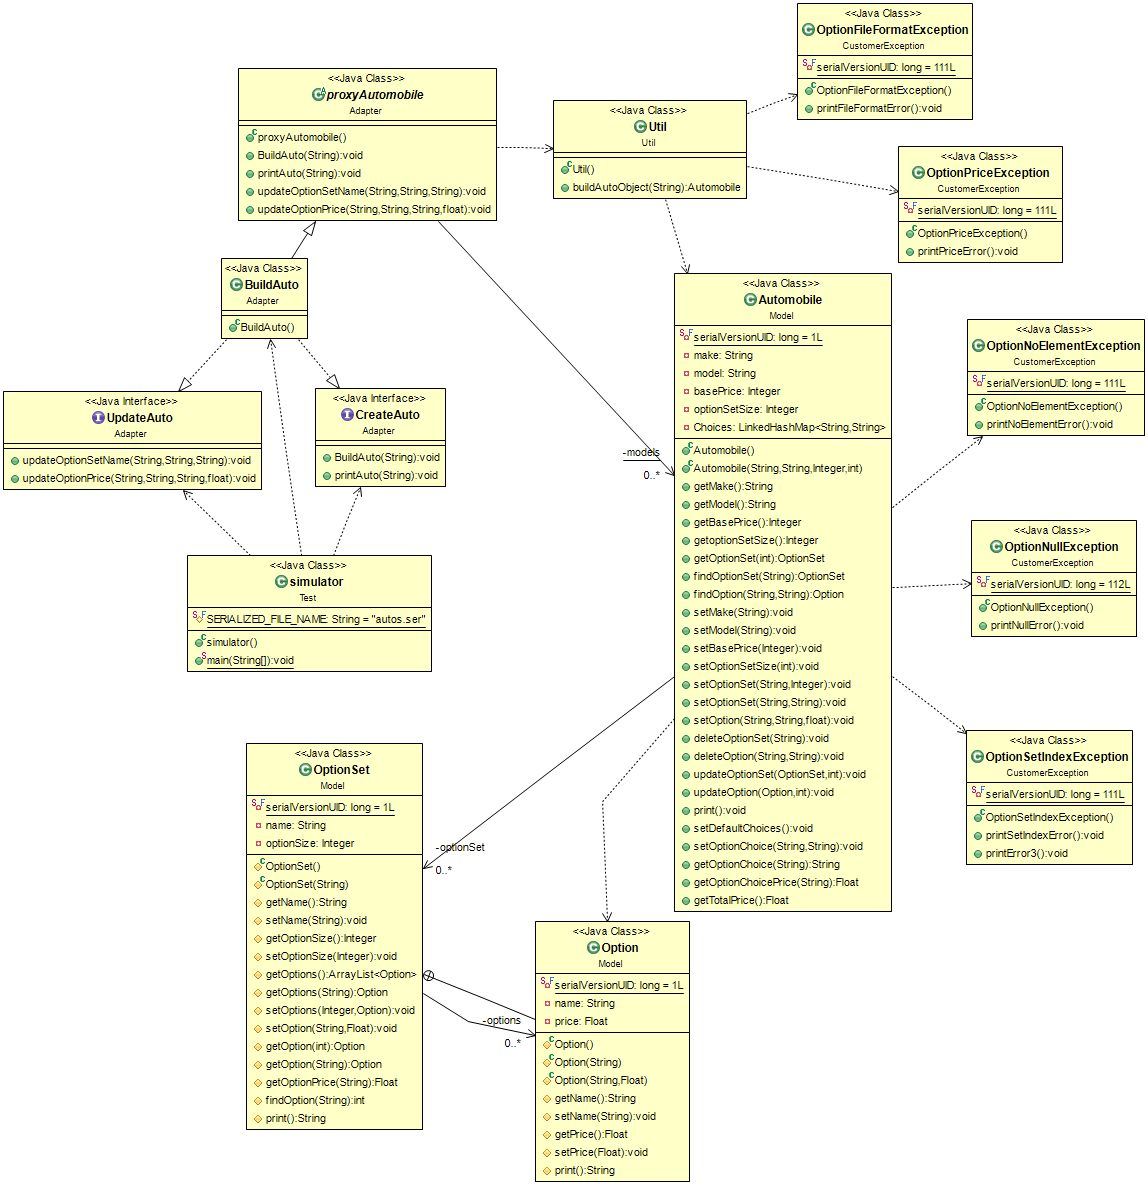 <<Java Class>>
OptionFileFormatException
CustomerException
serialVersionUID: long = 111L
OptionFileFormatException()
printFileFormatError():void
<<Java Class>>
proxyAutomobile
Adapter
proxyAutomobile()
BuildAuto(String):void
printAuto(String):void
updateOptionSetName(String,String,String):void
updateOptionPrice(String,String,String,float):void
<<Java Class>>
Util
Util
Util()
buildAutoObject(String):Automobile
<<Java Class>>
OptionPriceException
CustomerException
serialVersionUID: long = 111L
OptionPriceException()
printPriceError():void
<<Java Class>>
BuildAuto
Adapter
BuildAuto()
<<Java Interface>>
UpdateAuto
Adapter
updateOptionSetName(String,String,String):void
updateOptionPrice(String,String,String,float):void
<<Java Interface>>
CreateAuto
Adapter
BuildAuto(String):void
printAuto(String):void
<<Java Class>>
simulator
Test
SERIALIZED_FILE_NAME: String = "autos.ser"
simulator()
main(String[]):void
-models
0..*
<<Java Class>>
Automobile
Model
serialVersionUID: long = 1L
make: String
model: String
basePrice: Integer
optionSetSize: Integer
Choices: LinkedHashMap<String,String>
Automobile()
Automobile(String,String,Integer,int)
getMake():String
getModel():String
getBasePrice():Integer
getoptionSetSize():Integer
getOptionSet(int):OptionSet
findOptionSet(String):OptionSet
findOption(String,String):Option
setMake(String):void
setModel(String):void
setBasePrice(Integer):void
setOptionSetSize(int):void
setOptionSet(String,Integer):void
setOptionSet(String,String):void
setOption(String,String,float):void
deleteOptionSet(String):void
deleteOption(String,String):void
updateOptionSet(OptionSet,int):void
updateOption(Option,int):void
print():void
setDefaultChoices():void
setOptionChoice(String,String):void
getOptionChoice(String):String
getOptionChoicePrice(String):Float
getTotalPrice():Float
<<Java Class>>
OptionNoElementException
CustomerException
serialVersionUID: long = 111L
OptionNoElementException()
printNoElementError():void
<<Java Class>>
OptionNullException
CustomerException
serialVersionUID: long = 112L
OptionNullException()
printNullError():void
<<Java Class>>
OptionSetIndexException
CustomerException
serialVersionUID: long = 111L
OptionSetIndexException()
printSetIndexError():void
printError3():void
<<Java Class>>
OptionSet
Model
serialVersionUID: long = 1L
name: String
optionSize: Integer
OptionSet()
OptionSet(String)
getName():String
setName(String):void
getOptionSize():Integer
setOptionSize(Integer):void
getOptions():ArrayList<Option>
getOptions(String):Option
setOptions(Integer,Option):void
setOption(String,Float):void
getOption(int):Option
getOption(String):Option
getOptionPrice(String):Float
findOption(String):int
print():String
-optionSet
0..*
-options
0..*
<<Java Class>>
Option
Model
serialVersionUID: long = 1L
name: String
price: Float
Option()
Option(String)
Option(String,Float)
getName():String
setName(String):void
getPrice():Float
setPrice(Float):void
print():String